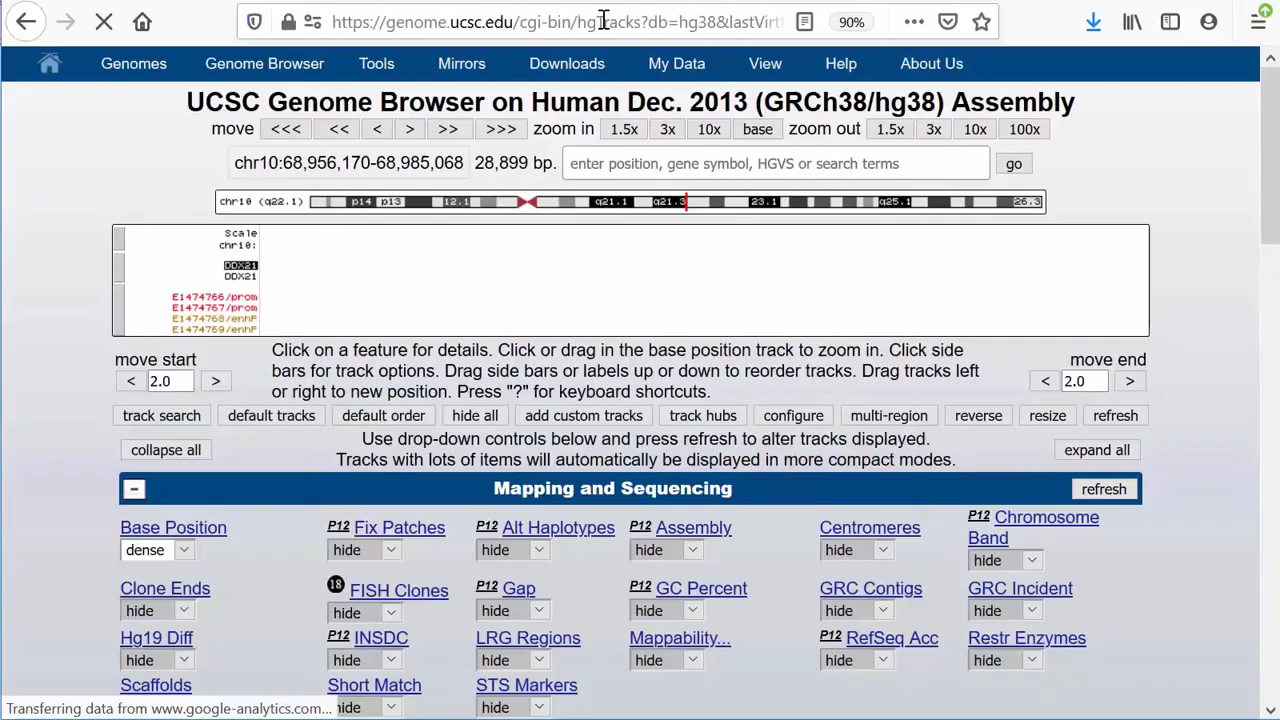 https://genome.ucsc.edu/cgi-bin/hgTracks?db=hg38&lastVirt
90%
Genomes Genome Browser Tools Mirrors Downloads My Data View Help About Us
UCSC Genome Browser on Human Dec. 2013 (GRCh38/hg38) Assembly
move <<< << < > >> >>> zoom in 1.5x 3x 10x base zoom out 1.5x 3x 10x 100x
chr10:68,956,170-68,985,068 28,899 bp. enter position, gene symbol, HGVS or search terms go
chr10 (q22.1) p14 p13 12.1 q21.1 q21.3 23.1 q25.1 26.3
Scale
chr10:
DDX21
DDX21
E1474766/prom
E1474767/prom
E1474768/enhP
E1474769/enhP
move start Click on a feature for details. Click or drag in the base position track to zoom in. Click side move end
< 2.0 > bars for track options. Drag side bars or labels up or down to reorder tracks. Drag tracks left < 2.0 >
or right to new position. Press "?" for keyboard shortcuts.
track search default tracks default order hide all add custom tracks track hubs configure multi-region reverse resize refresh
collapse all Use drop-down controls below and press refresh to alter tracks displayed. expand all
Tracks with lots of items will automatically be displayed in more compact modes.
- Mapping and Sequencing refresh
Base Position P12 Fix Patches P12 Alt Haplotypes P12 Assembly Centromeres P12 Chromosome Band
dense hide hide hide hide hide
Clone Ends 18 FISH Clones P12 Gap P12 GC Percent GRC Contigs GRC Incident
hide hide hide hide hide hide
Hg19 Diff P12 INSDC LRG Regions Mappability... P12 RefSeq Acc Restr Enzymes
hide hide hide hide hide hide
Scaffolds Short Match STS Markers
hide hide
Transferring data from www.google-analytics.com...